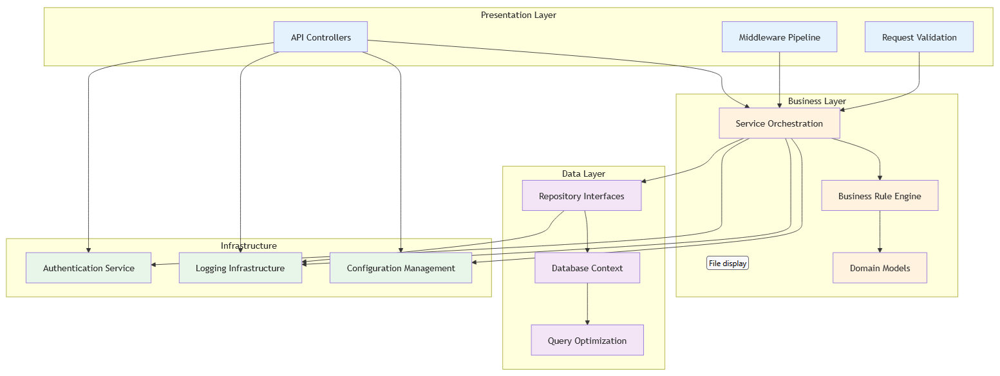 Presentation Layer
API Controllers
Middleware Pipeline
Request Validation
Business Layer
Service Orchestration
Data Layer
Repository Interfaces
Business Rule Engine
Infrastructure
Authentication Service
Logging Infrastructure
Configuration Management
Database Context
File display
Domain Models
Query Optimization